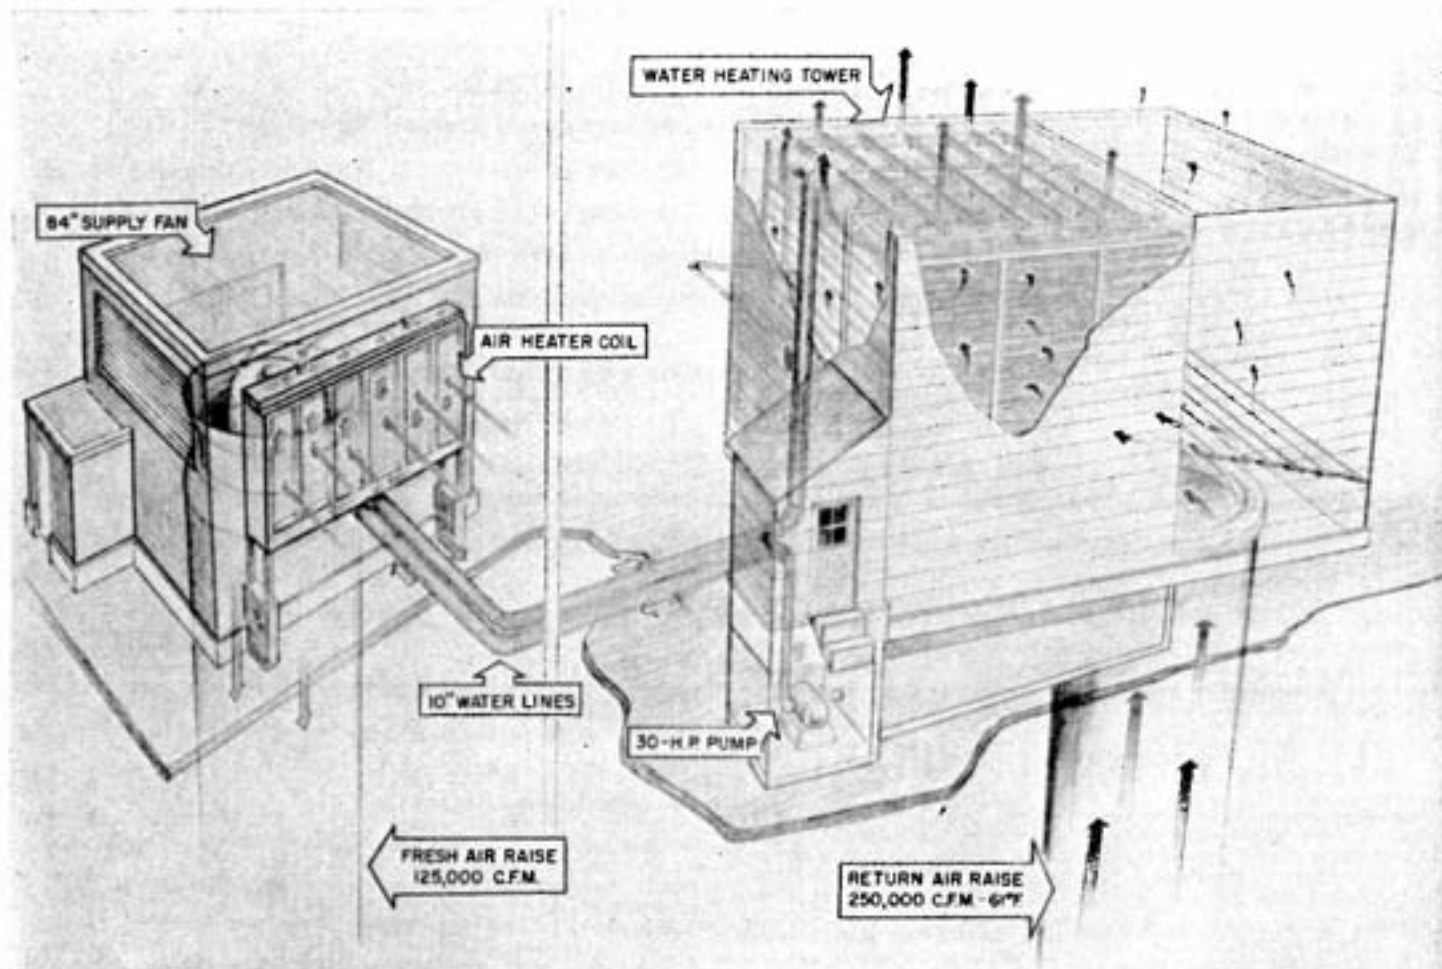 WATER HEATING TOWER
84" SUPPLY FAN
AIR HEATER COIL
10" WATER LINES
30-H.P. PUMP
FRESH AIR RAISE
125,000 C.F.M.
RETURN AIR RAISE
250,000 C.F.M. - 61°F.